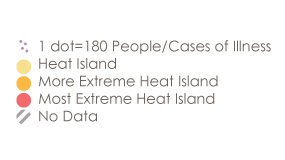 1 dot=180 People/Cases of Illness
Heat Island
More Extreme Heat Island
Most Extreme Heat Island
No Data